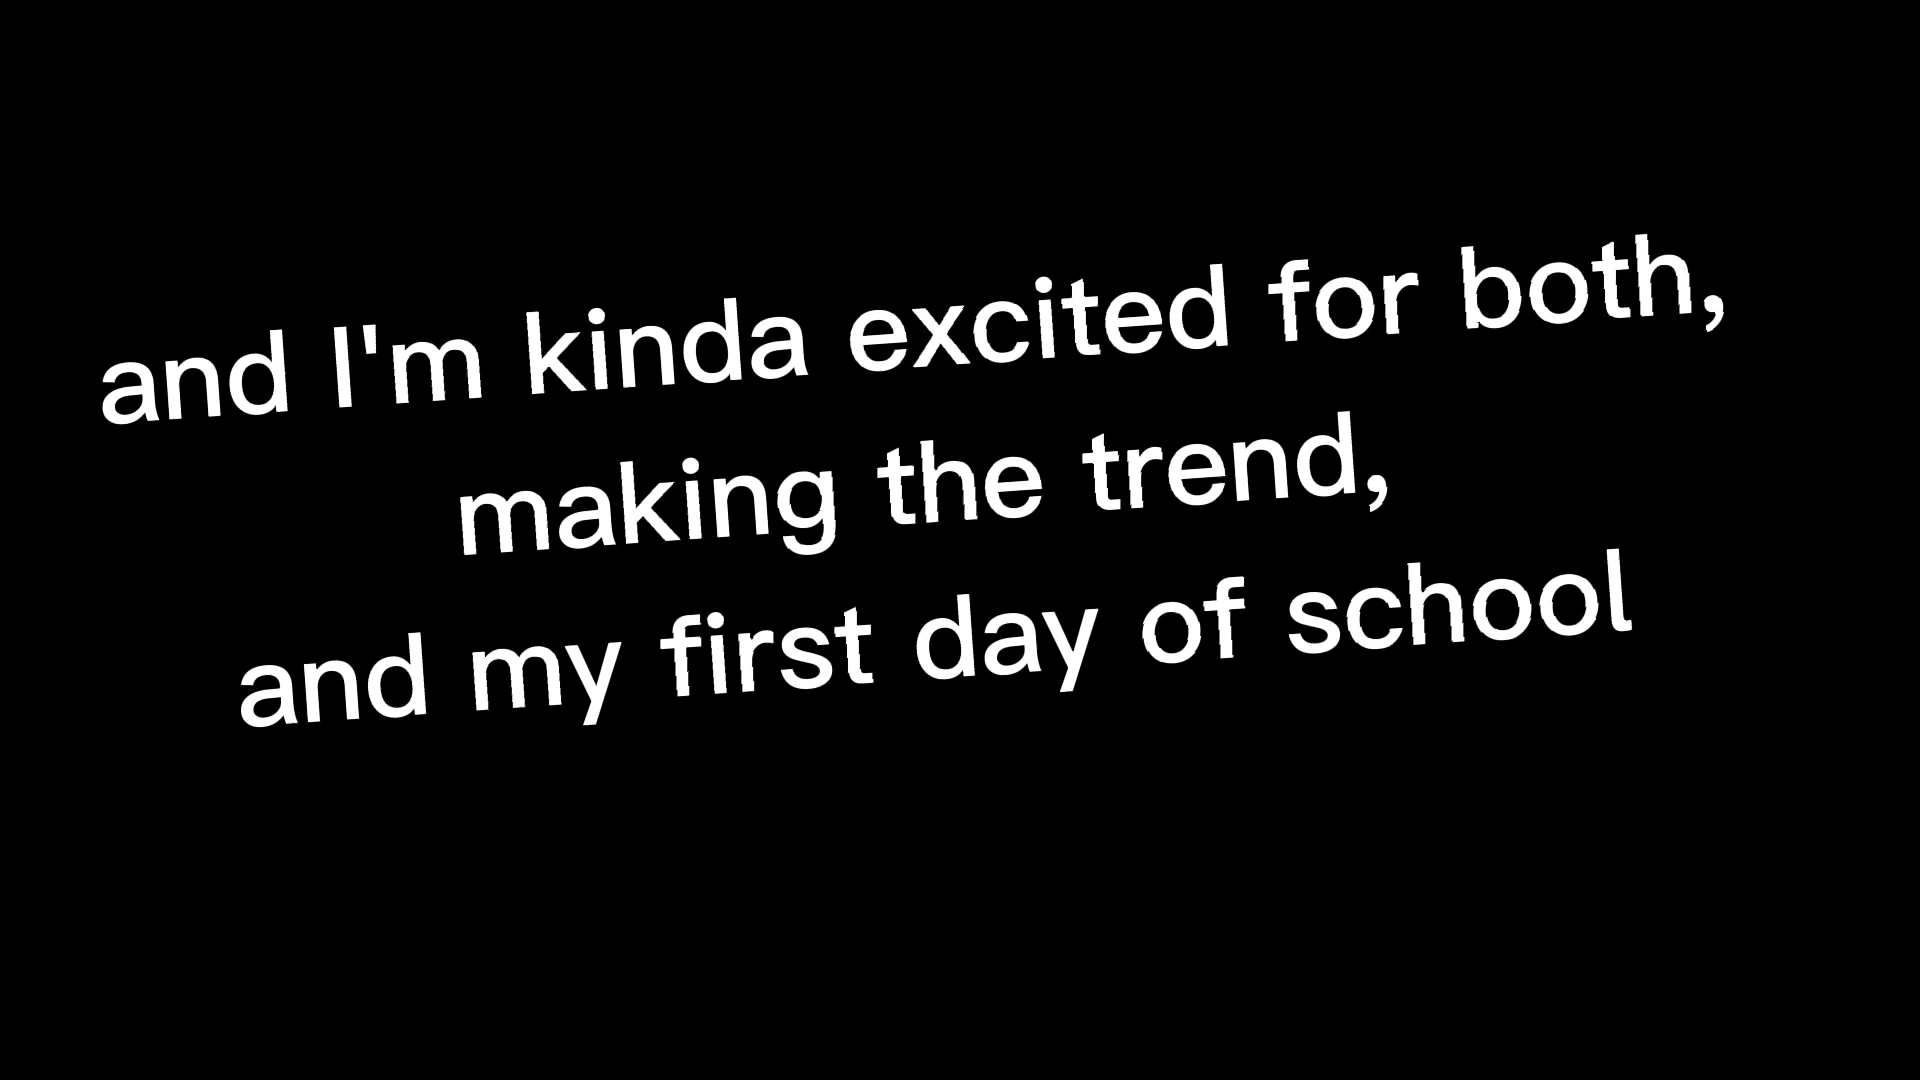 and I'm kinda excited for both,
making the trend,
and my first day of school